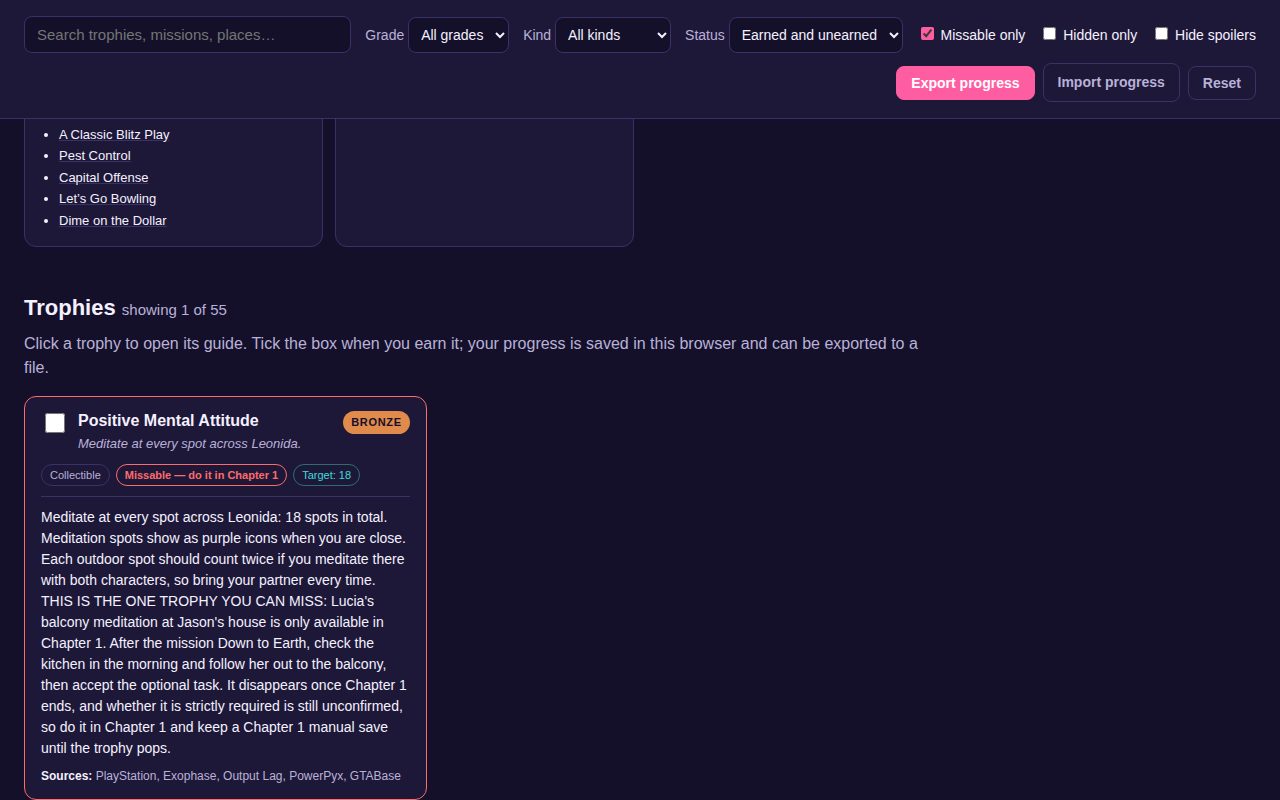 Search trophies, missions, places…
Grade All grades Kind All kinds Status Earned and unearned Missable only Hidden only Hide spoilers
Export progress Import progress Reset
A Classic Blitz Play
Pest Control
Capital Offense
Let's Go Bowling
Dime on the Dollar
Trophies showing 1 of 55
Click a trophy to open its guide. Tick the box when you earn it; your progress is saved in this browser and can be exported to a
file.
Positive Mental Attitude BRONZE
Meditate at every spot across Leonida.
Collectible Missable — do it in Chapter 1 Target: 18
Meditate at every spot across Leonida: 18 spots in total.
Meditation spots show as purple icons when you are close.
Each outdoor spot should count twice if you meditate there
with both characters, so bring your partner every time.
THIS IS THE ONE TROPHY YOU CAN MISS: Lucia's
balcony meditation at Jason's house is only available in
Chapter 1. After the mission Down to Earth, check the
kitchen in the morning and follow her out to the balcony,
then accept the optional task. It disappears once Chapter 1
ends, and whether it is strictly required is still unconfirmed,
so do it in Chapter 1 and keep a Chapter 1 manual save
until the trophy pops.
Sources: PlayStation, Exophase, Output Lag, PowerPyx, GTABase